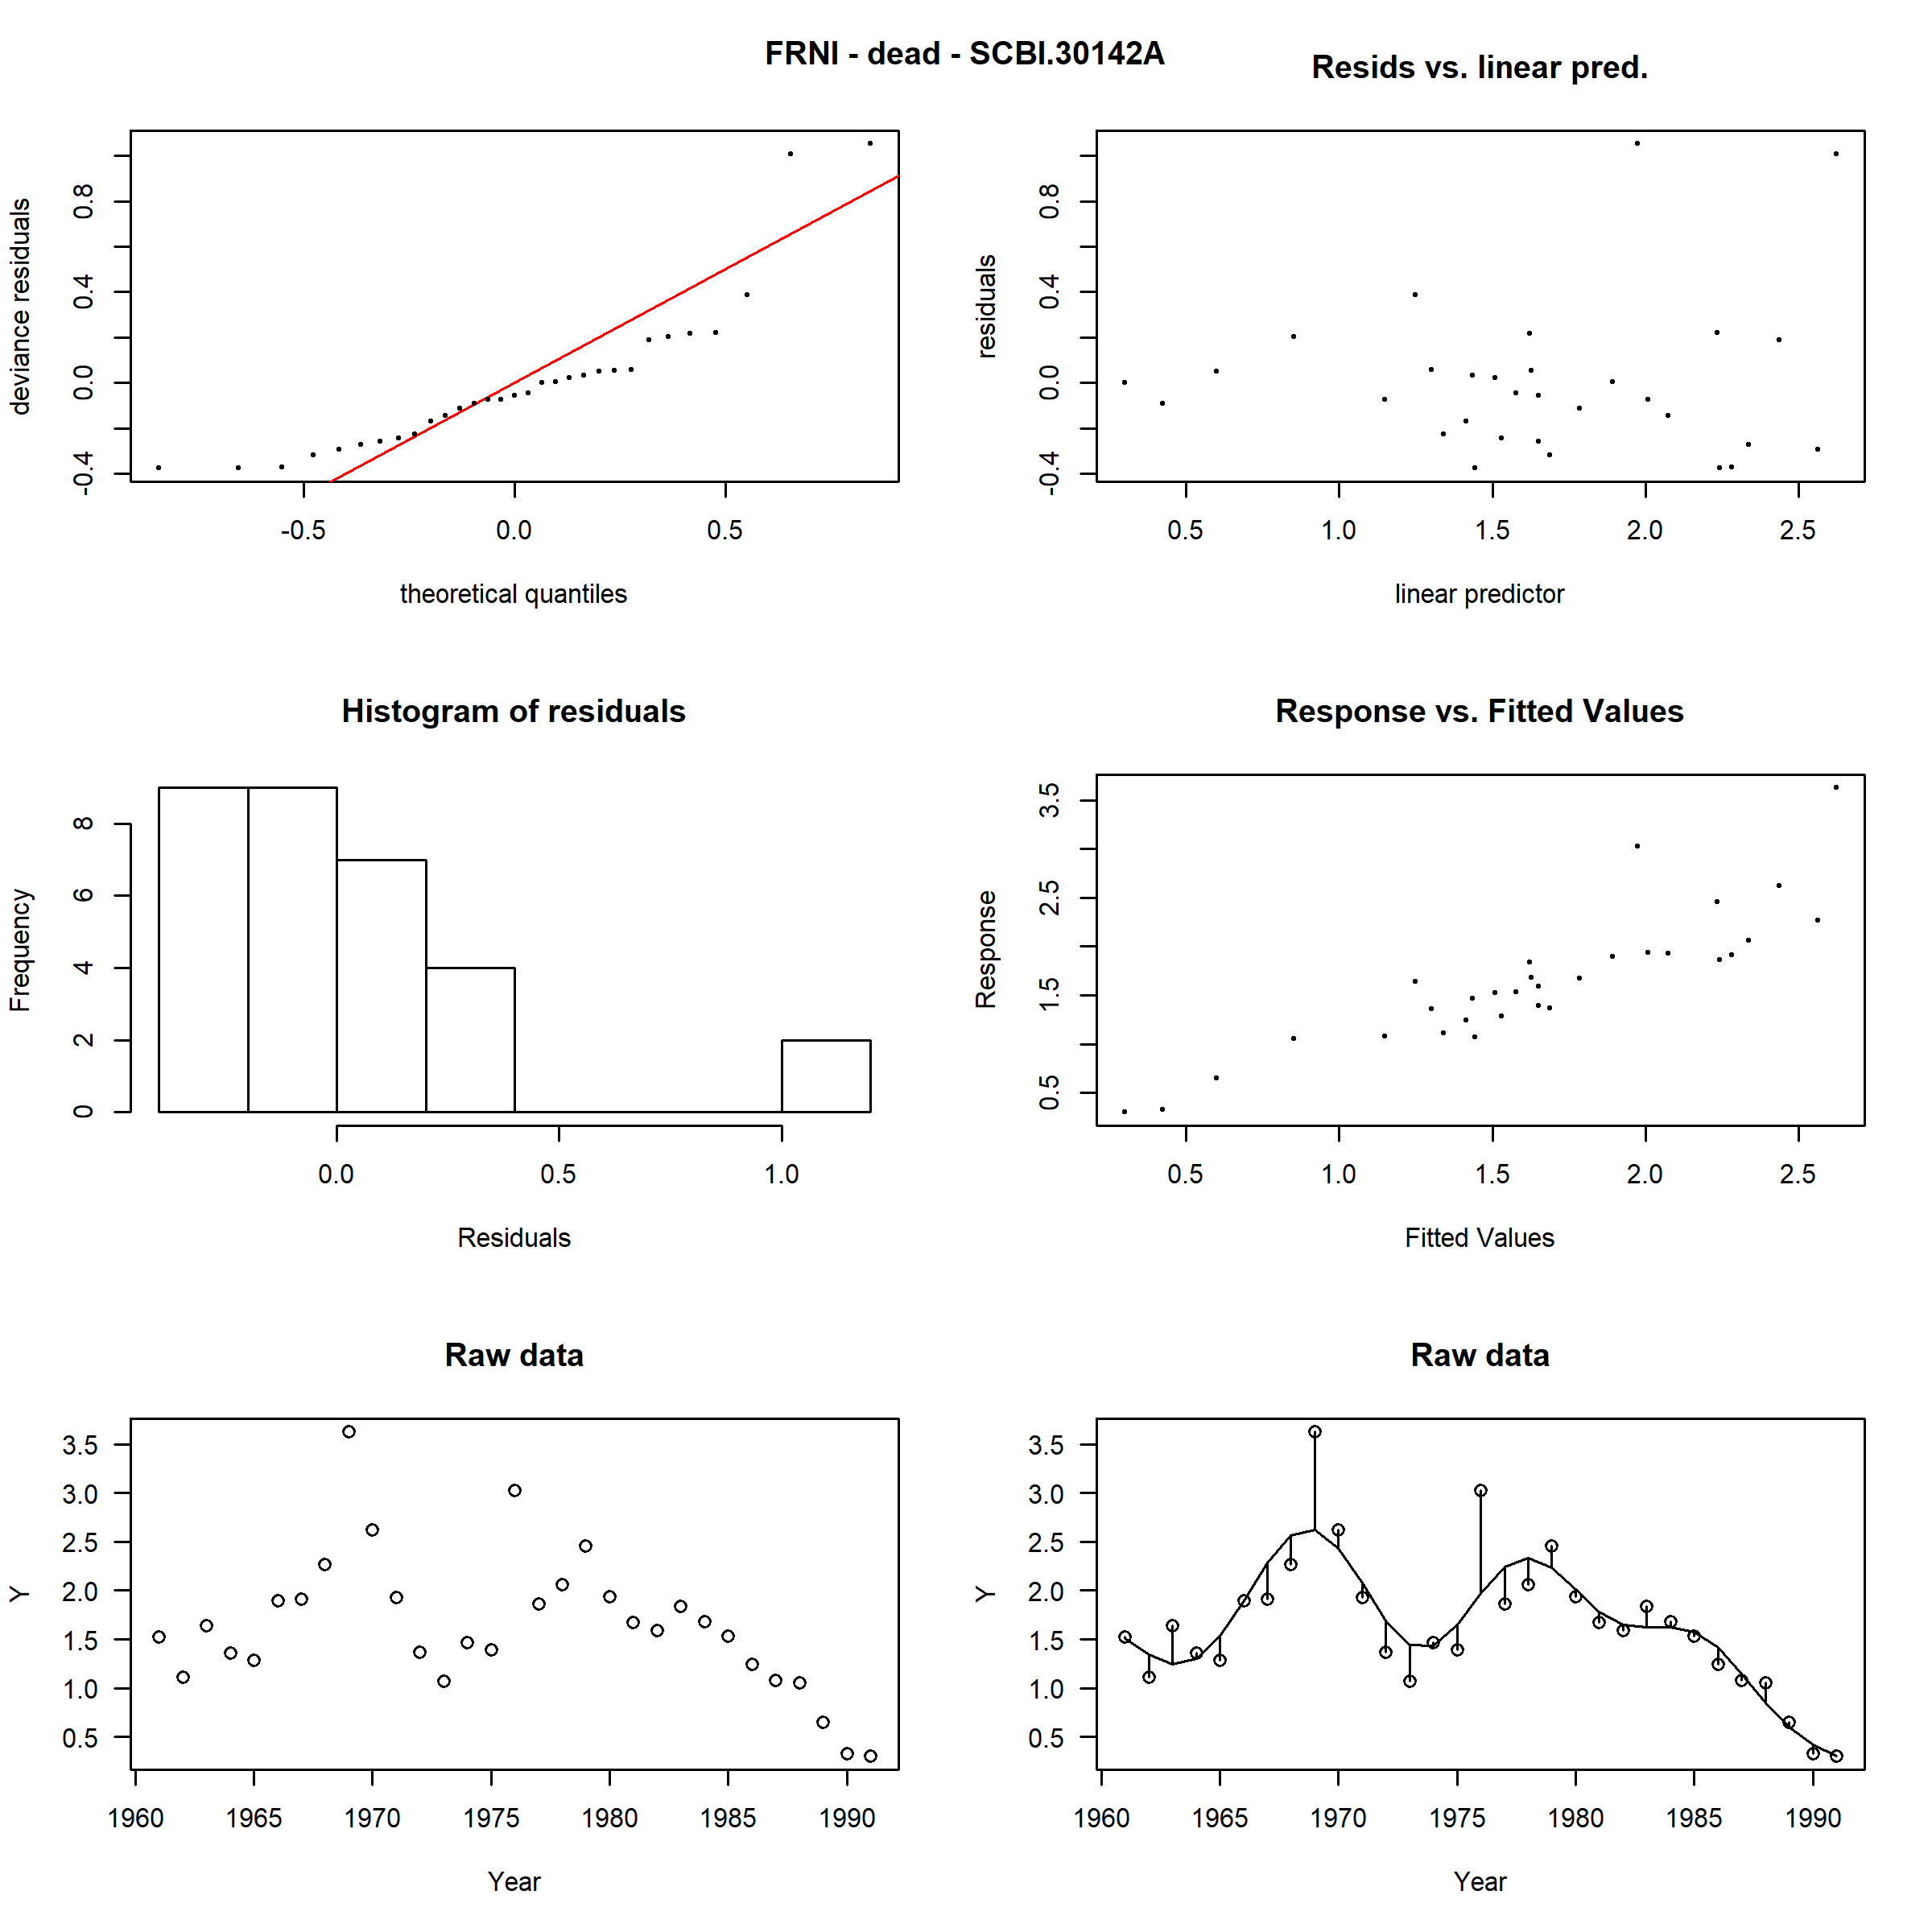 FRNI - dead - SCBI.30142A
Resids vs. linear pred.
deviance residuals
-0.4 0.0 0.4 0.8
-0.5 0.0 0.5
theoretical quantiles
residuals
-0.4 0.0 0.4 0.8
0.5 1.0 1.5 2.0 2.5
linear predictor
Histogram of residuals
Frequency
0 2 4 6 8
0.0 0.5 1.0
Residuals
Response vs. Fitted Values
Response
0.5 1.5 2.5 3.5
0.5 1.0 1.5 2.0 2.5
Fitted Values
Raw data
Y
3.5
3.0
2.5
2.0
1.5
1.0
0.5
1960 1965 1970 1975 1980 1985 1990
Year
Raw data
Y
3.5
3.0
2.5
2.0
1.5
1.0
0.5
1960 1965 1970 1975 1980 1985 1990
Year